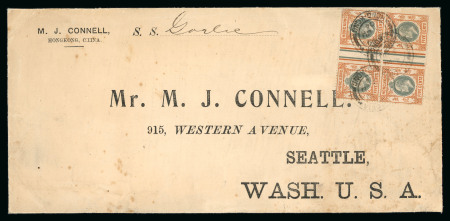 M. J. CONNELL, S. S. Gaelic
HONGKONG, CHINA.
Mr. M. J. CONNELL.
915, WESTERN AVENUE,
SEATTLE,
WASH. U. S. A.